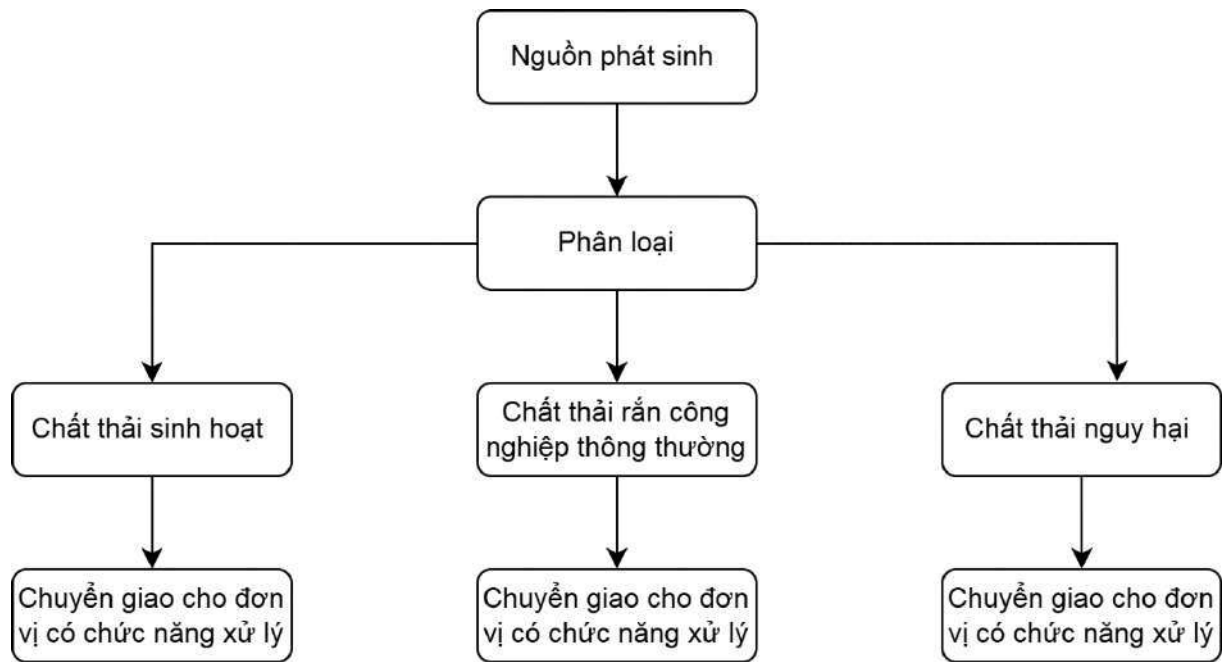 Nguồn phát sinh
Phân loại
Chất thải sinh hoạt
Chất thải rắn công
nghiệp thông thường
Chất thải nguy hại
Chuyển giao cho đơn
vị có chức năng xử lý
Chuyển giao cho đơn
vị có chức năng xử lý
Chuyển giao cho đơn
vị có chức năng xử lý